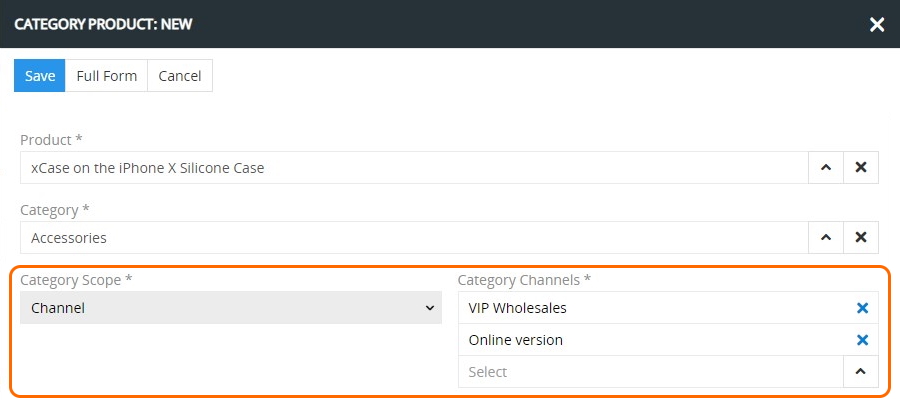 CATEGORY PRODUCT: NEW
Save Full Form Cancel
Product *
xCase on the iPhone X Silicone Case
Category *
Accessories
Category Scope * Category Channels *
Channel VIP Wholesales
Online version
Select